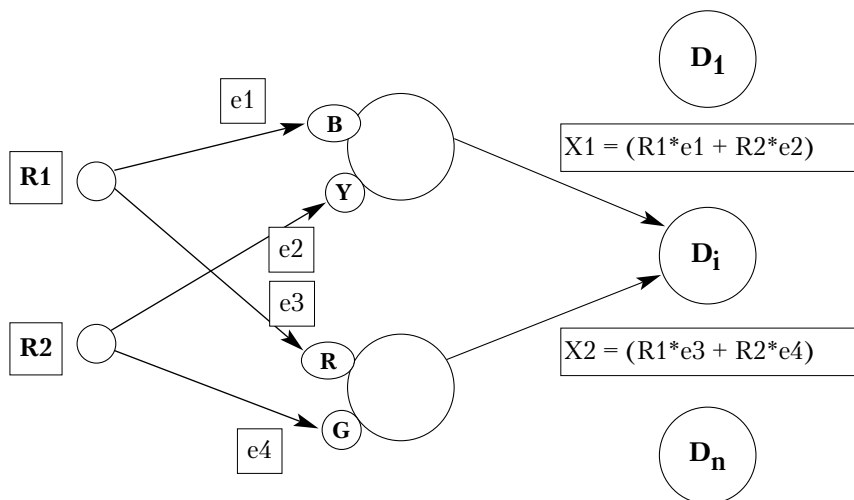 D1
e1
B
X1 = (R1*e1 + R2*e2)
R1
Y
e2
Di
e3
R2
R
X2 = (R1*e3 + R2*e4)
G
e4
Dn